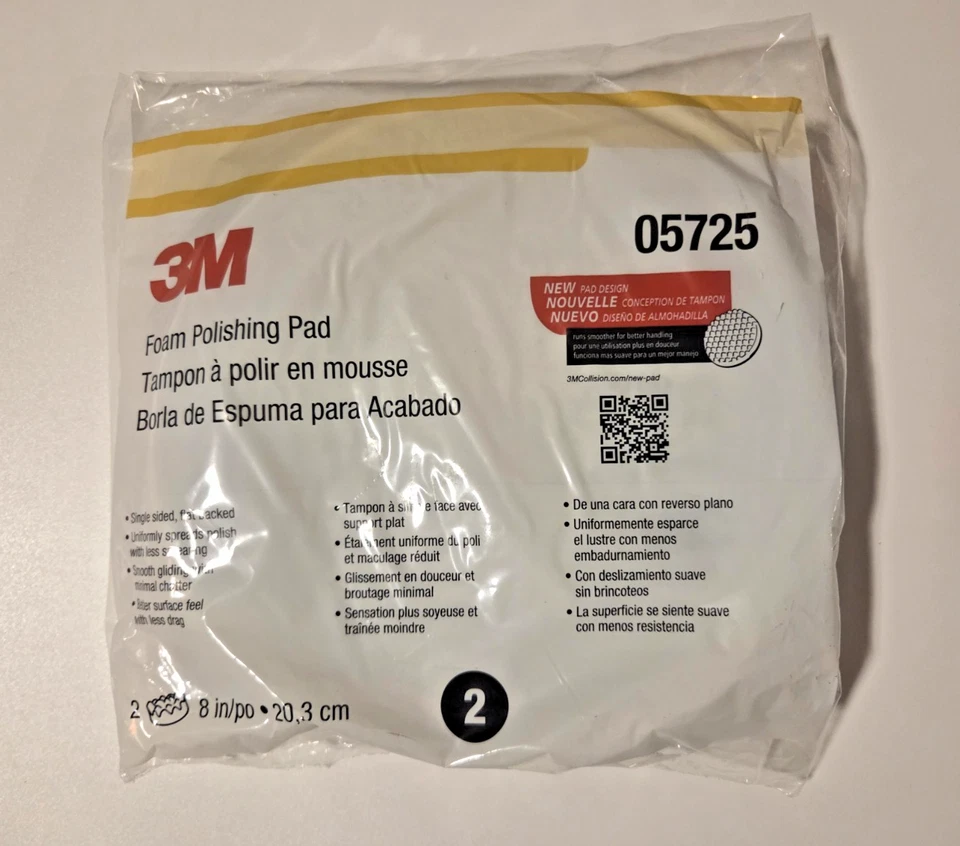 3M
05725
NEW PAD DESIGN
NOUVELLE CONCEPTION DE TAMPON
NUEVO DISEÑO DE ALMOHADILLA
runs smoother for better handling
pour une utilisation plus en douceur
funciona mas suave para un mejor manejo
3MCollision.com/new-pad
Foam Polishing Pad
Tampon à polir en mousse
Borla de Espuma para Acabado
• Single sided, flat backed
• Uniformly spreads polish
with less
• Smooth gliding with
minimal chatter
• surface feel
with less drag
• Tampon à face avec
support plat
• Étalement uniforme du poli
et maculage réduit
• Glissement en douceur et
broutage minimal
• Sensation plus soyeuse et
traînée moindre
• De una cara con reverso plano
• Uniformemente esparce
el lustre con menos
embadurnamiento
• Con deslizamiento suave
sin brincoteos
• La superficie se siente suave
con menos resistencia
2 8 in/po • 20,3 cm
2